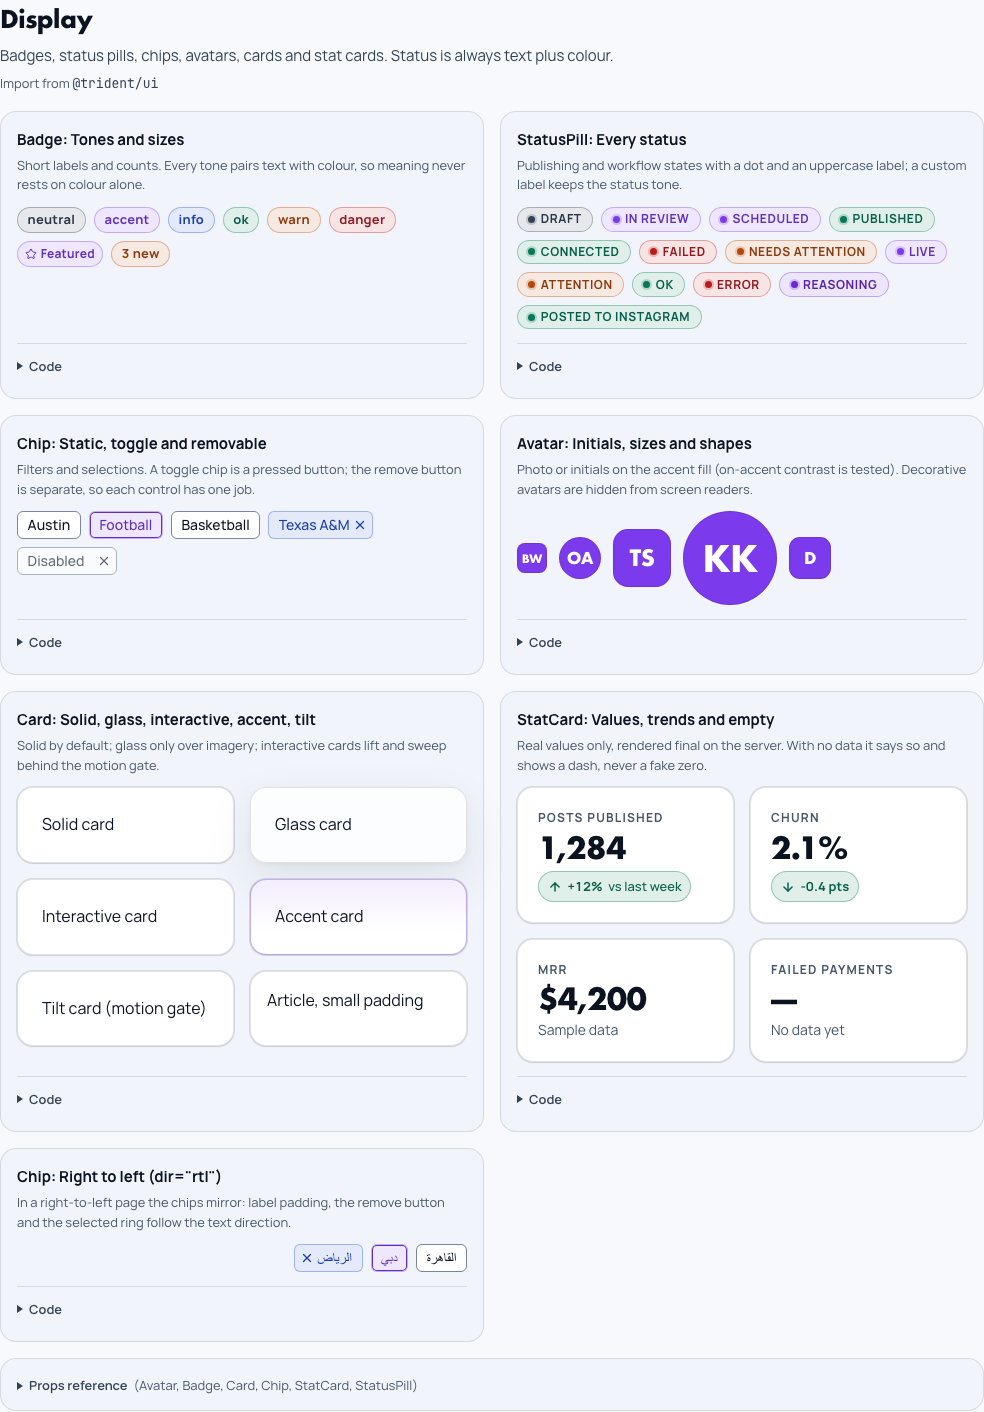 Display
Badges, status pills, chips, avatars, cards and stat cards. Status is always text plus colour.
Import from @trident/ui
Badge: Tones and sizes
Short labels and counts. Every tone pairs text with colour, so meaning never
rests on colour alone.
neutral accent info ok warn danger
Featured 3 new
Code
StatusPill: Every status
Publishing and workflow states with a dot and an uppercase label; a custom
label keeps the status tone.
DRAFT IN REVIEW SCHEDULED PUBLISHED
CONNECTED FAILED NEEDS ATTENTION LIVE
ATTENTION OK ERROR REASONING
POSTED TO INSTAGRAM
Code
Chip: Static, toggle and removable
Filters and selections. A toggle chip is a pressed button; the remove button
is separate, so each control has one job.
Austin Football Basketball Texas A&M ×
Disabled ×
Code
Avatar: Initials, sizes and shapes
Photo or initials on the accent fill (on-accent contrast is tested). Decorative
avatars are hidden from screen readers.
BW OA TS KK D
Code
Card: Solid, glass, interactive, accent, tilt
Solid by default; glass only over imagery; interactive cards lift and sweep
behind the motion gate.
Solid card Glass card
Interactive card Accent card
Tilt card (motion gate) Article, small padding
Code
StatCard: Values, trends and empty
Real values only, rendered final on the server. With no data it says so and
shows a dash, never a fake zero.
POSTS PUBLISHED
1,284
↑ +12% vs last week
CHURN
2.1%
↓ -0.4 pts
MRR
$4,200
Sample data
FAILED PAYMENTS
—
No data yet
Code
Chip: Right to left (dir="rtl")
In a right-to-left page the chips mirror: label padding, the remove button
and the selected ring follow the text direction.
القاهرة دبي الرياض ×
Code
Props reference (Avatar, Badge, Card, Chip, StatCard, StatusPill)